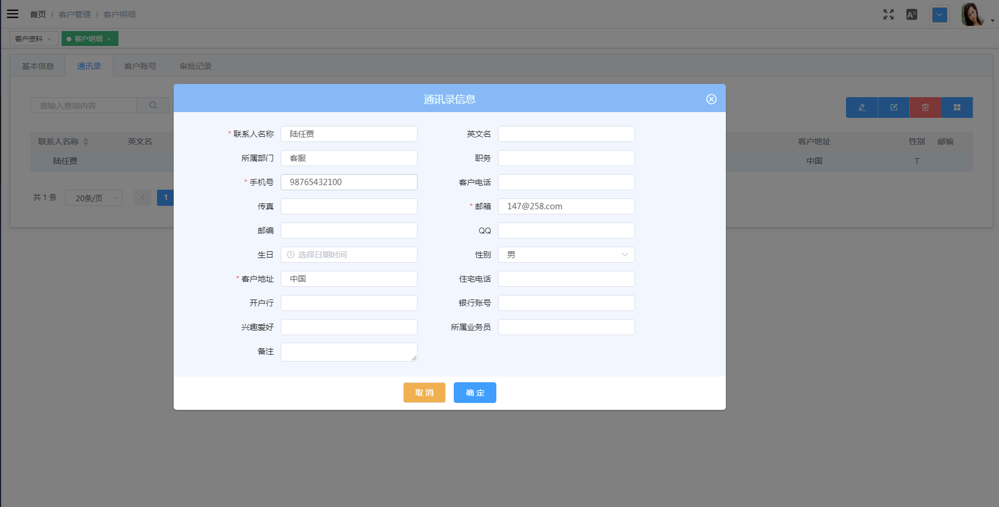 首页 / 客户管理 / 客户明细
客户资料 × 客户明细 ×
基本信息 通讯录 客户账号 审批记录
请输入查询内容
联系人名称 英文名 客户地址 性别 邮编
陆任贾 中国 T
共 1 条 20条/页 1
通讯录信息
* 联系人名称 陆任贾 英文名
所属部门 客服 职务
* 手机号 98765432100 客户电话
传真 * 邮箱 147@258.com
邮编 QQ
生日 选择日期时间 性别 男
* 客户地址 中国 住宅电话
开户行 银行账号
兴趣爱好 所属业务员
备注
取 消 确 定